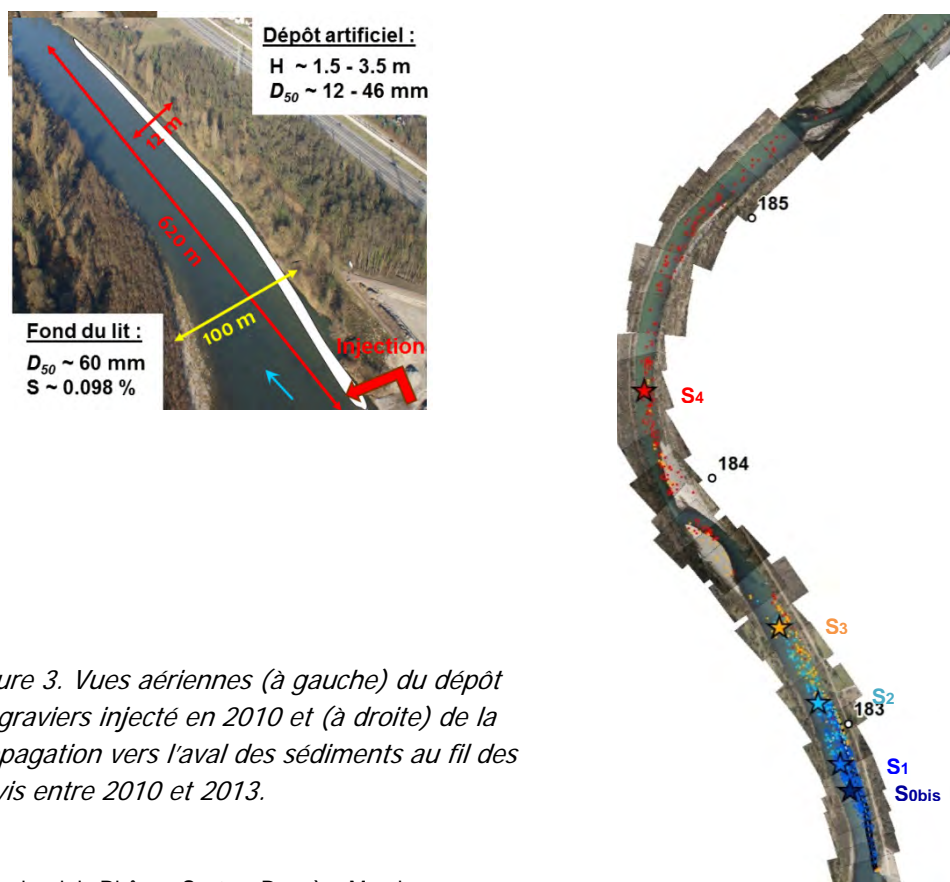 Dépôt artificiel :
H ~ 1.5 - 3.5 m
D50 ~ 12 - 46 mm
12 m
620 m
100 m
Injection
Fond du lit :
D50 ~ 60 mm
S ~ 0.098 %
185
S4
184
S3
S2
183
S1
S0bis
ure 3. Vues aériennes (à gauche) du dépôt
graviers injecté en 2010 et (à droite) de la
pagation vers l'aval des sédiments au fil des
vis entre 2010 et 2013.